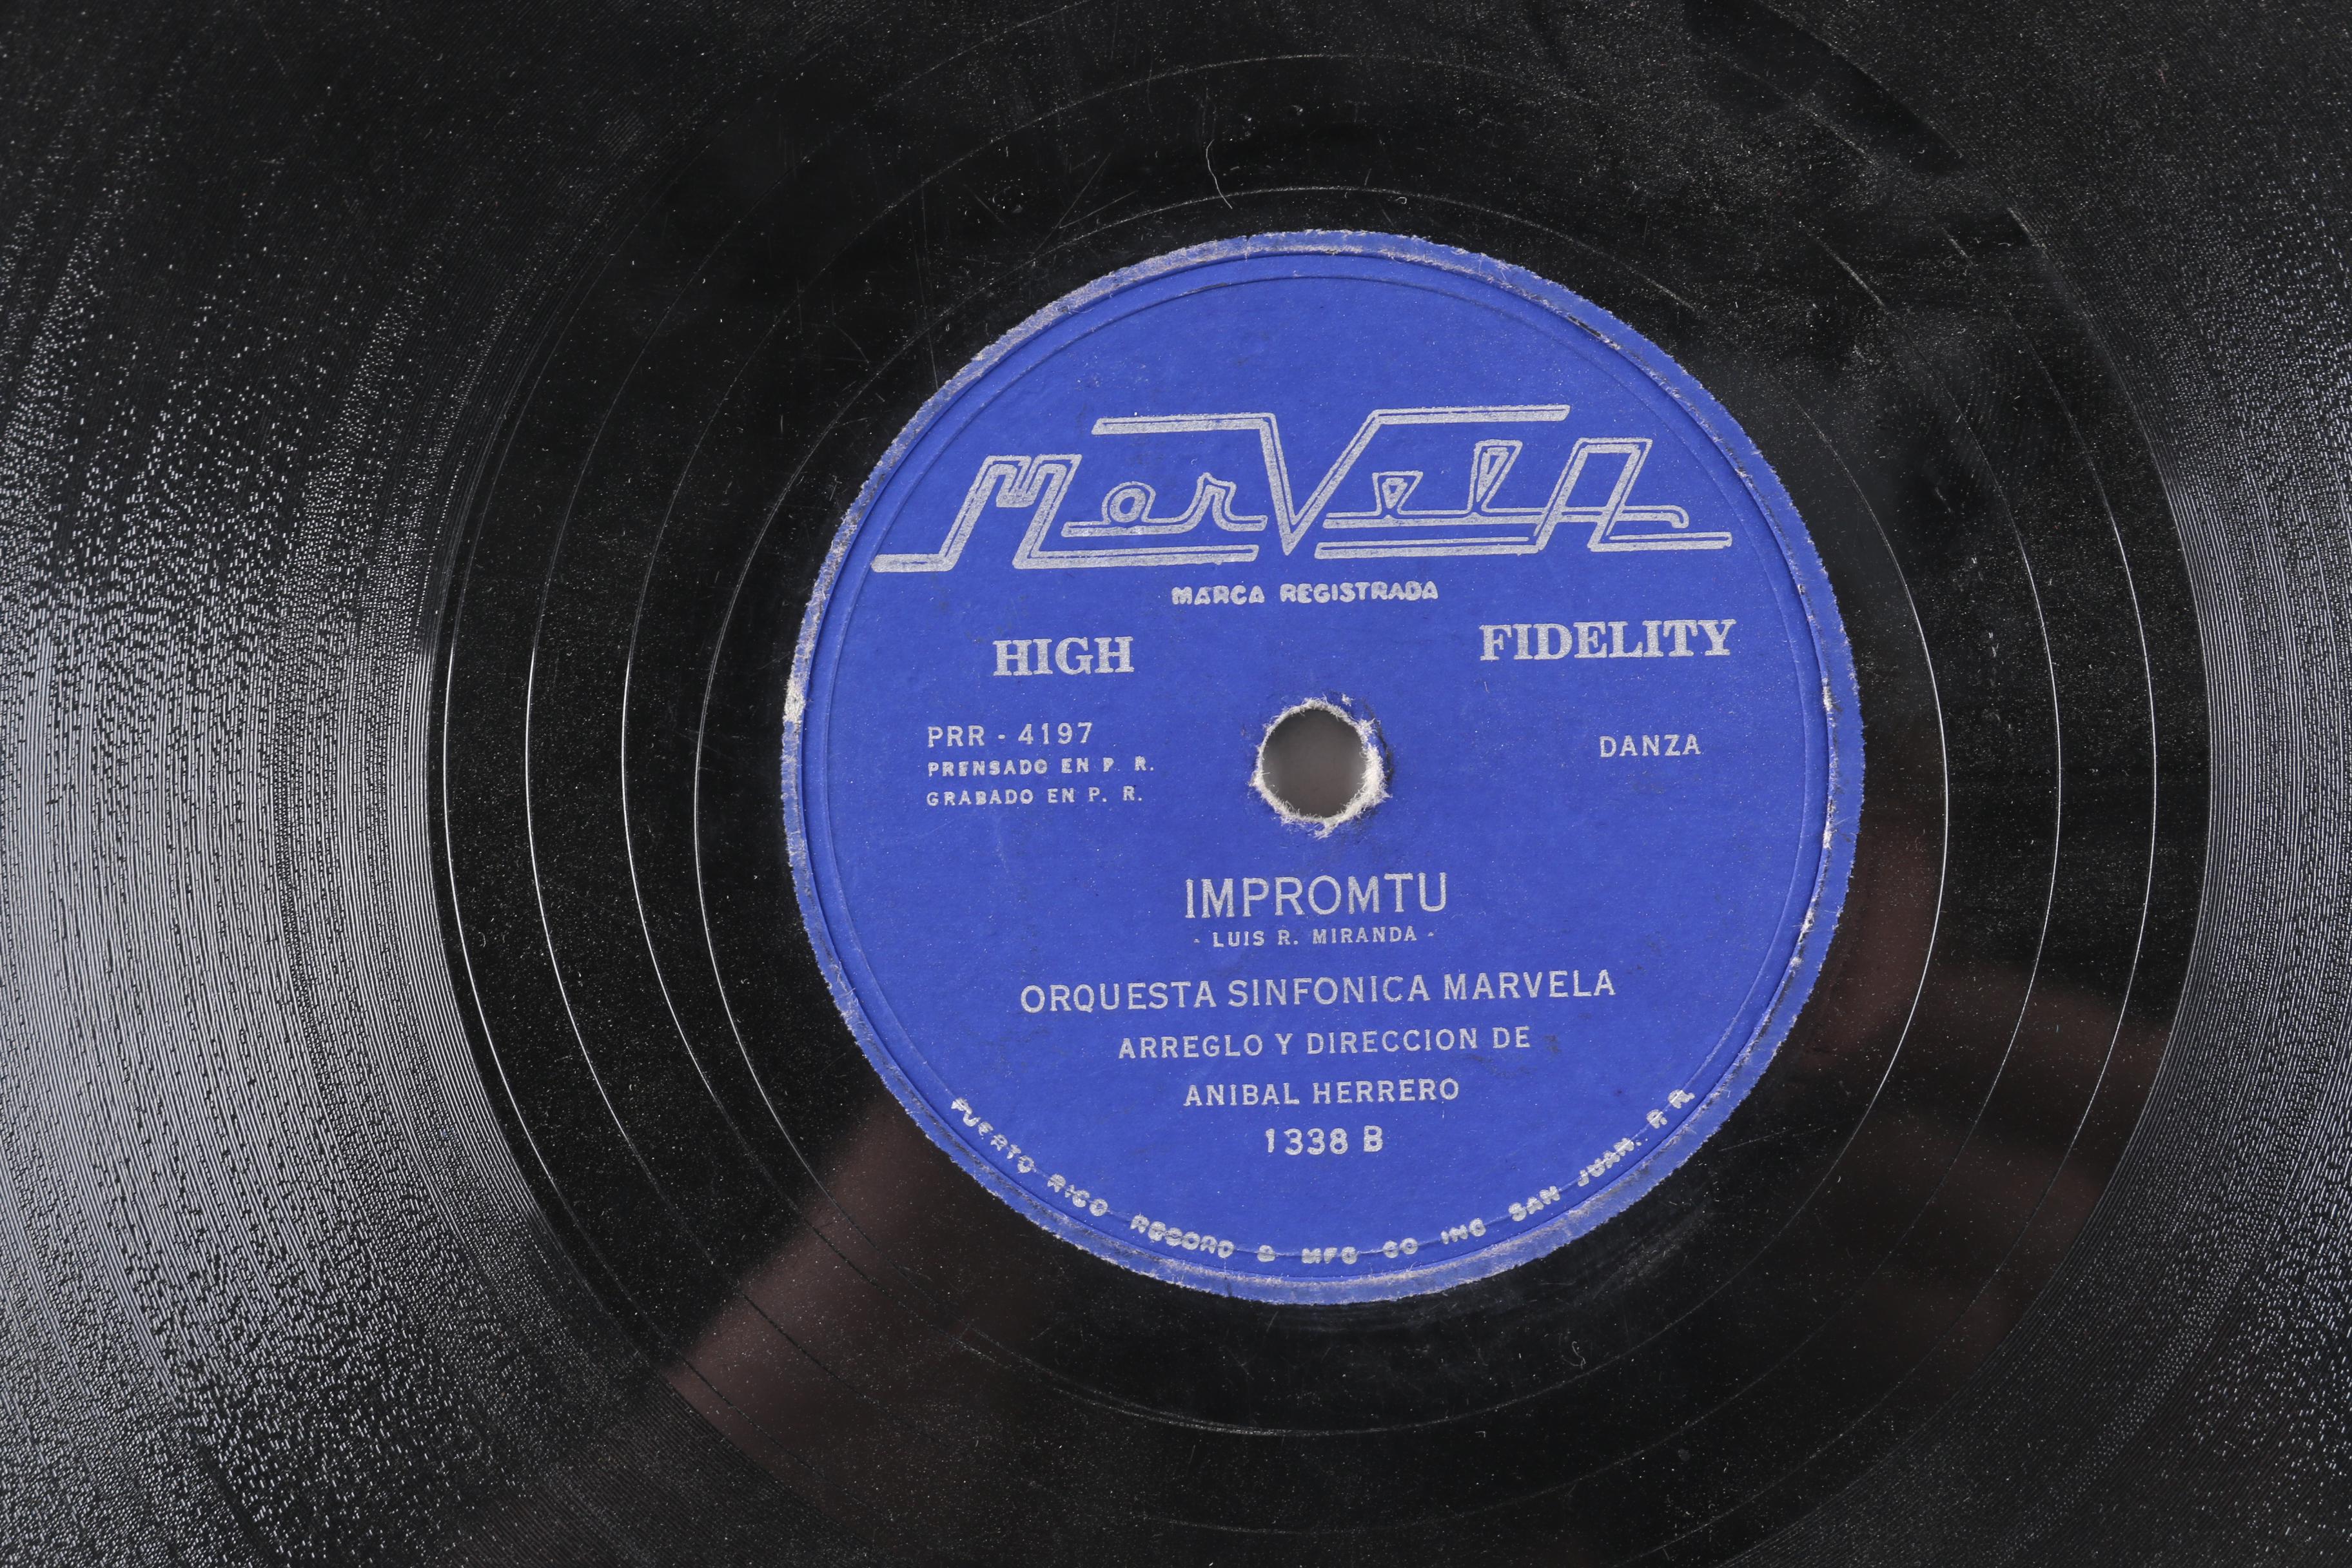 MarVelA
MARCA REGISTRADA
HIGH FIDELITY
PRR - 4197
PRENSADO EN P. R.
GRABADO EN P. R.
DANZA
IMPROMTU
- LUIS R. MIRANDA -
ORQUESTA SINFONICA MARVELA
ARREGLO Y DIRECCION DE
ANIBAL HERRERO
1338 B
PUERTO RICO RECORD & MFG CO INC SAN JUAN. P. R.